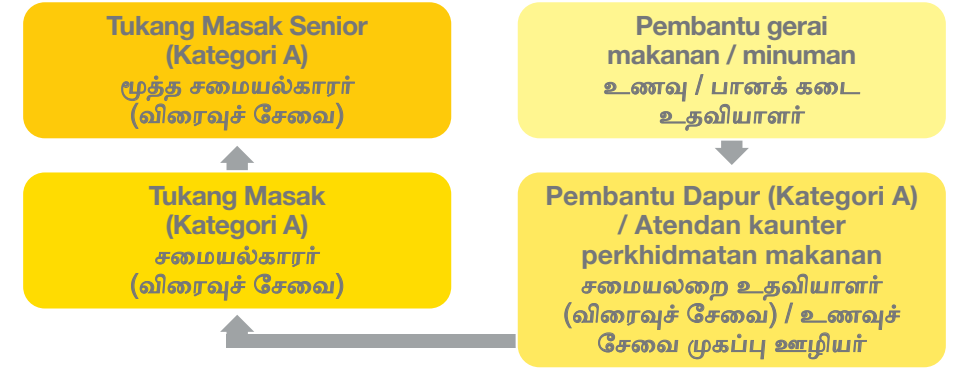 Tukang Masak Senior
(Kategori A)
மூத்த சமையல்காரர்
(விரைவுச் சேவை)
Pembantu gerai
makanan / minuman
உணவு / பானக் கடை
உதவியாளர்
Tukang Masak
(Kategori A)
சமையல்காரர்
(விரைவுச் சேவை)
Pembantu Dapur (Kategori A)
/ Atendan kaunter
perkhidmatan makanan
சமையலறை உதவியாளர்
(விரைவுச் சேவை) / உணவுச்
சேவை முகப்பு ஊழியர்